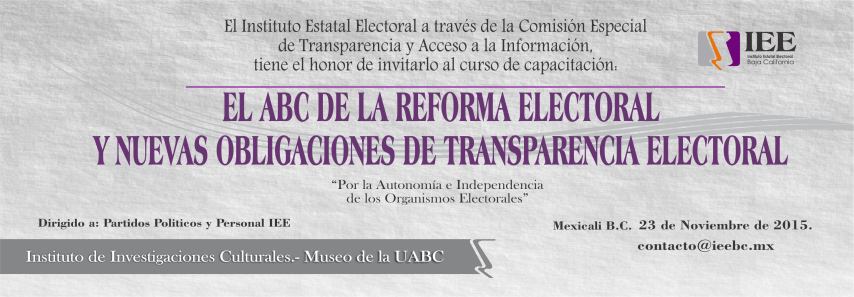 El Instituto Estatal Electoral a través de la Comisión Especial
de Transparencia y Acceso a la Información,
tiene el honor de invitarlo al curso de capacitación:
IEE
Instituto Estatal Electoral
Baja California
EL ABC DE LA REFORMA ELECTORAL
Y NUEVAS OBLIGACIONES DE TRANSPARENCIA ELECTORAL
“Por la Autonomía e Independencia
de los Organismos Electorales”
Dirigido a: Partidos Politicos y Personal IEE
Mexicali B.C. 23 de Noviembre de 2015.
contacto@ieebc.mx
Instituto de Investigaciones Culturales.- Museo de la UABC